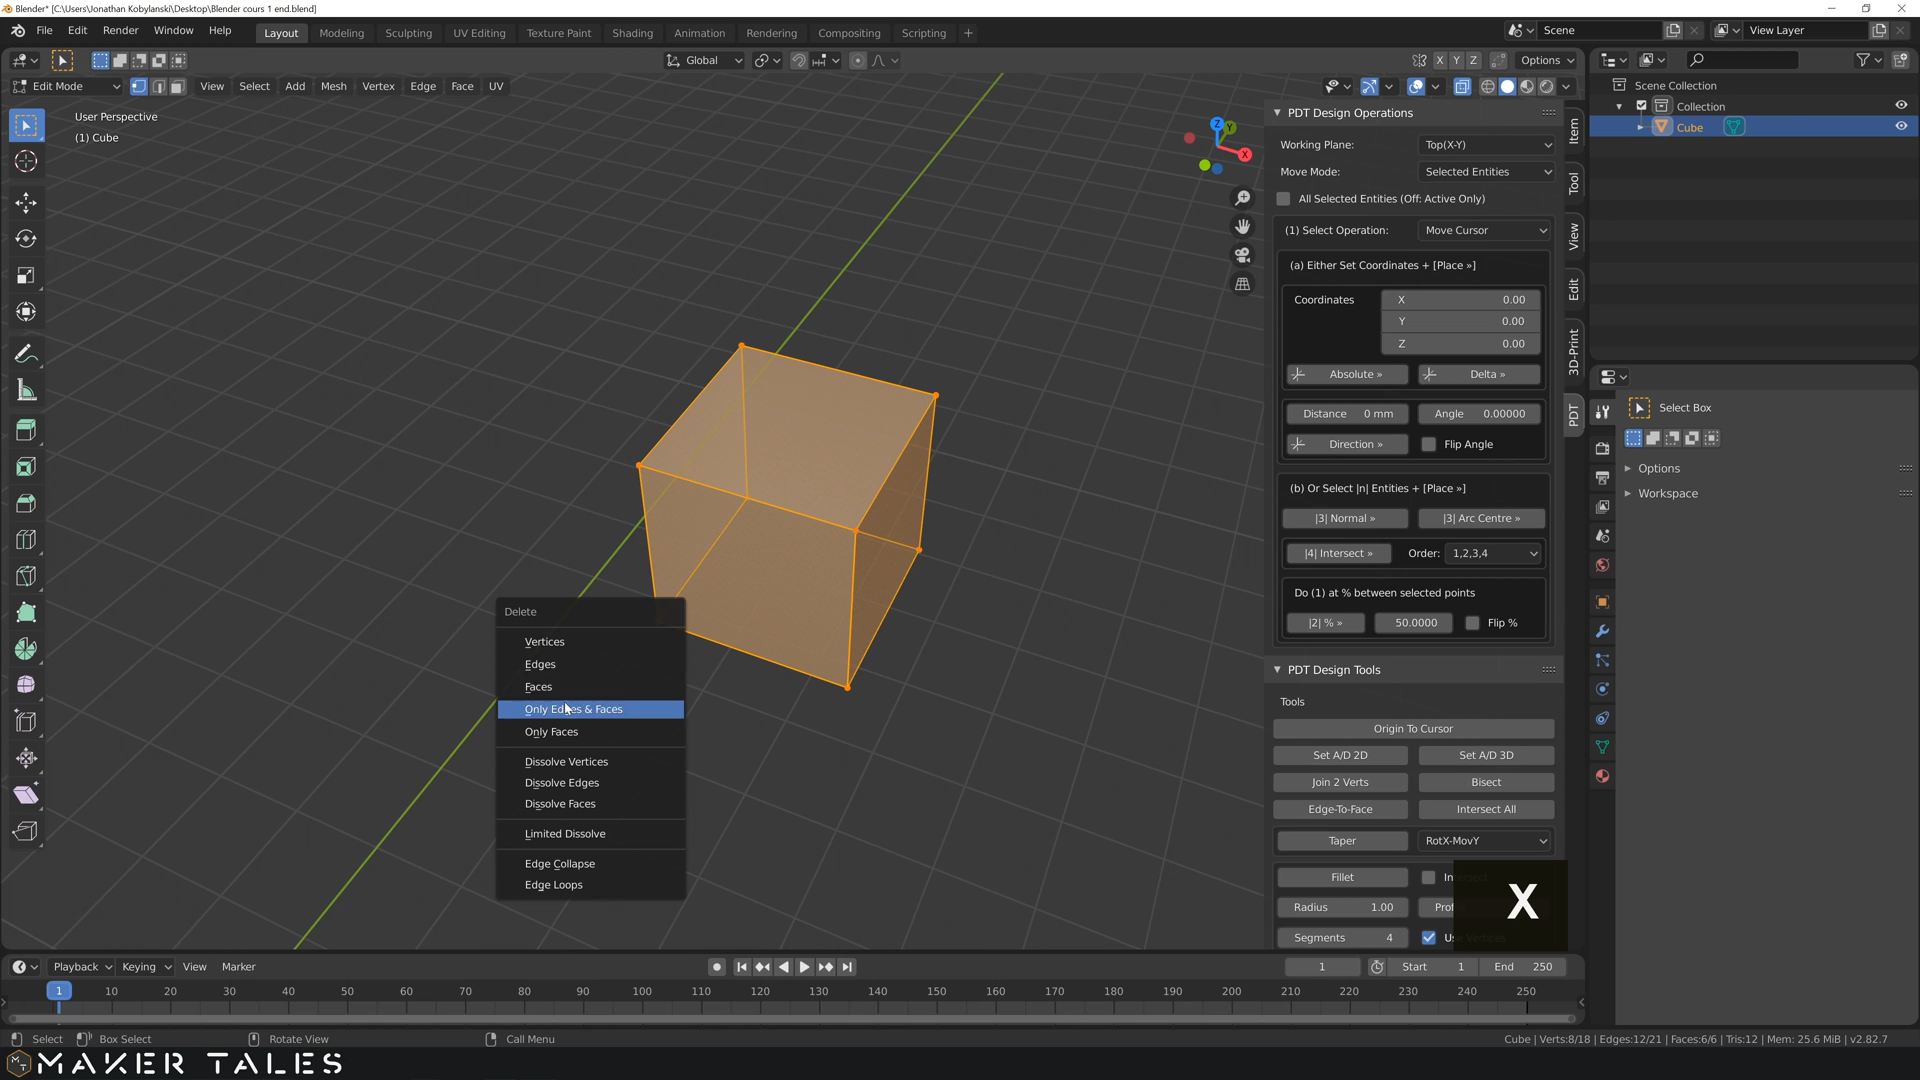 Blender* [C:\Users\Jonathan Kobylanski\Desktop\Blender cours 1 end.blend]
File Edit Render Window Help Layout Modeling Sculpting UV Editing Texture Paint Shading Animation Rendering Compositing Scripting + Scene View Layer
Global X Y Z Options
Edit Mode View Select Add Mesh Vertex Edge Face UV
User Perspective
(1) Cube
Z Y X
PDT Design Operations
Working Plane: Top(X-Y)
Move Mode: Selected Entities
All Selected Entities (Off: Active Only)
(1) Select Operation: Move Cursor
(a) Either Set Coordinates + [Place »]
Coordinates X 0.00
Y 0.00
Z 0.00
Absolute » Delta »
Distance 0 mm Angle 0.00000
Direction » Flip Angle
(b) Or Select |n| Entities + [Place »]
|3| Normal » |3| Arc Centre »
|4| Intersect » Order: 1,2,3,4
Do (1) at % between selected points
|2| % » 50.0000 Flip %
PDT Design Tools
Tools
Origin To Cursor
Set A/D 2D Set A/D 3D
Join 2 Verts Bisect
Edge-To-Face Intersect All
Taper RotX-MovY
Fillet
Radius 1.00
Segments 4
X
Item
Tool
View
Edit
3D-Print
PDT
Scene Collection
Collection
Cube
Select Box
Options
Workspace
Delete
Vertices
Edges
Faces
Only Edges & Faces
Only Faces
Dissolve Vertices
Dissolve Edges
Dissolve Faces
Limited Dissolve
Edge Collapse
Edge Loops
Playback Keying View Marker 1 Start 1 End 250
1 10 20 30 40 50 60 70 80 90 100 110 120 130 140 150 160 170 180 190 200 210 220 230 240 250
Select Box Select Rotate View Call Menu Cube | Verts:8/18 | Edges:12/21 | Faces:6/6 | Tris:12 | Mem: 25.6 MiB | v2.82.7
MAKER TALES